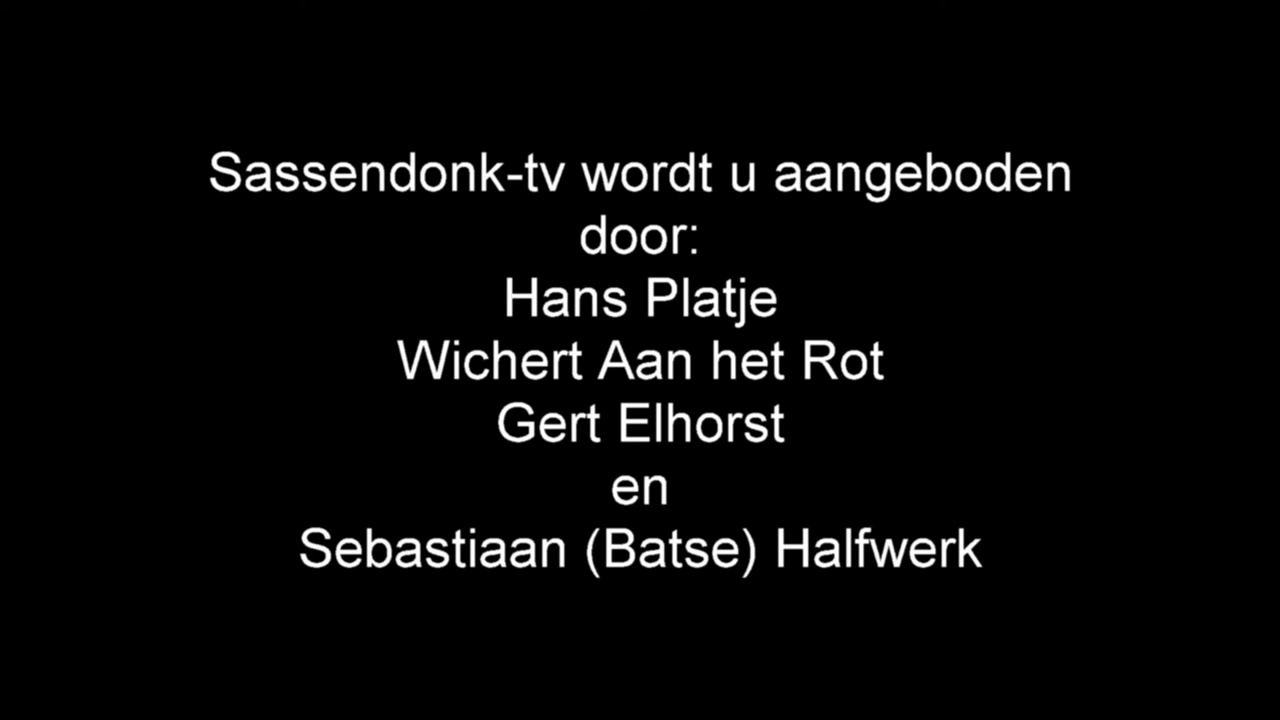 Sassendonk-tv wordt u aangeboden
door:
Hans Platje
Wichert Aan het Rot
Gert Elhorst
en
Sebastiaan (Batse) Halfwerk